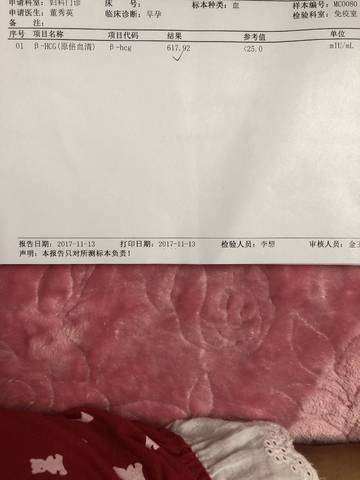 申请科室：妇科门诊 床 号： 标本种类：血 样本编号：MC0080
申请医生：董秀英 临床诊断：早孕 检验科室：免疫室
备 注：
序号 项目名称 项目代码 结果 参考值 单位
01 β-HCG(原倍血清) β-hcg 617.92 <25.0 mIU/mL
报告日期：2017-11-13 打印日期：2017-11-13 检验人员：李想 审核人员：金
声明：本报告只对所测标本负责！